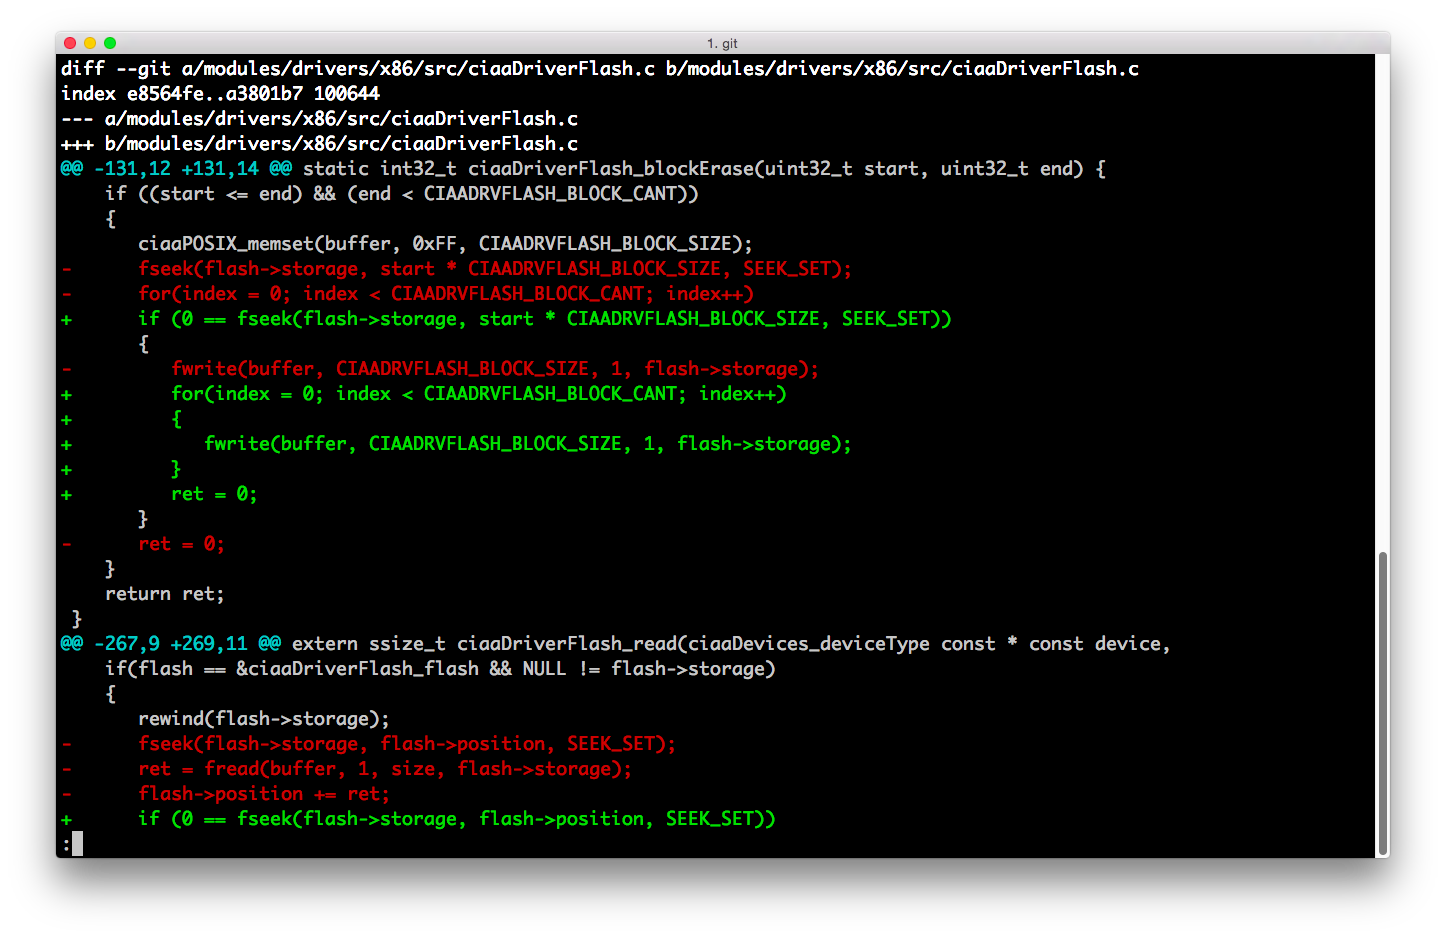 1. git
diff --git a/modules/drivers/x86/src/ciaaDriverFlash.c b/modules/drivers/x86/src/ciaaDriverFlash.c
index e8564fe..a3801b7 100644
--- a/modules/drivers/x86/src/ciaaDriverFlash.c
+++ b/modules/drivers/x86/src/ciaaDriverFlash.c
@@ -131,12 +131,14 @@ static int32_t ciaaDriverFlash_blockErase(uint32_t start, uint32_t end) {
    if ((start <= end) && (end < CIAADRVFLASH_BLOCK_CANT))
    {
       ciaaPOSIX_memset(buffer, 0xFF, CIAADRVFLASH_BLOCK_SIZE);
-      fseek(flash->storage, start * CIAADRVFLASH_BLOCK_SIZE, SEEK_SET);
-      for(index = 0; index < CIAADRVFLASH_BLOCK_CANT; index++)
+      if (0 == fseek(flash->storage, start * CIAADRVFLASH_BLOCK_SIZE, SEEK_SET))
       {
-         fwrite(buffer, CIAADRVFLASH_BLOCK_SIZE, 1, flash->storage);
+         for(index = 0; index < CIAADRVFLASH_BLOCK_CANT; index++)
+         {
+            fwrite(buffer, CIAADRVFLASH_BLOCK_SIZE, 1, flash->storage);
+         }
+         ret = 0;
       }
-      ret = 0;
    }
    return ret;
 }
@@ -267,9 +269,11 @@ extern ssize_t ciaaDriverFlash_read(ciaaDevices_deviceType const * const device,
    if(flash == &ciaaDriverFlash_flash && NULL != flash->storage)
    {
       rewind(flash->storage);
-      fseek(flash->storage, flash->position, SEEK_SET);
-      ret = fread(buffer, 1, size, flash->storage);
-      flash->position += ret;
+      if (0 == fseek(flash->storage, flash->position, SEEK_SET))
: